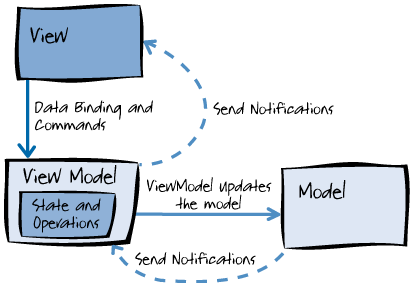 View
Data Binding and
Commands
Send Notifications
View Model
State and
Operations
ViewModel updates
the model
Model
Send Notifications